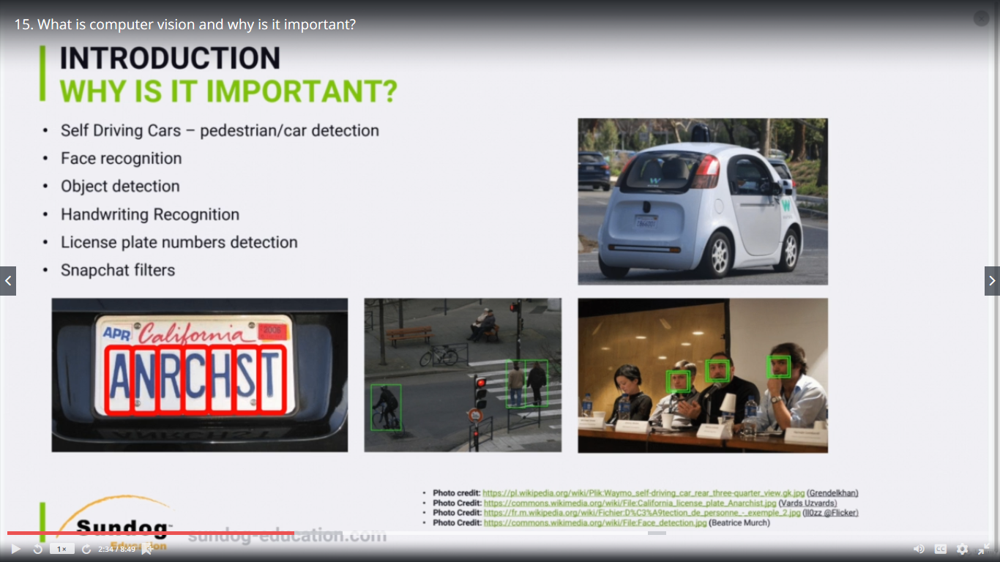 15. What is computer vision and why is it important?
INTRODUCTION
WHY IS IT IMPORTANT?
• Self Driving Cars – pedestrian/car detection
• Face recognition
• Object detection
• Handwriting Recognition
• License plate numbers detection
• Snapchat filters
W
W
APR California 2006
ANRCHST
• Photo credit: https://pl.wikipedia.org/wiki/Plik:Waymo_self-driving_car_rear_three-quarter_view.gk.jpg (Grendelkhan)
• Photo Credit: https://commons.wikimedia.org/wiki/File:California_license_plate_Anarchist.jpg (Vards Uzvards)
• Photo Credit: https://fr.m.wikipedia.org/wiki/Fichier:D%C3%A9tection_de_personne_-_exemple_2.jpg (ll0zz @Flicker)
• Photo Credit: https://commons.wikimedia.org/wiki/File:Face_detection.jpg (Beatrice Murch)
Sundog
Education
sundog-education.com
1×
2:34 / 8:49
CC